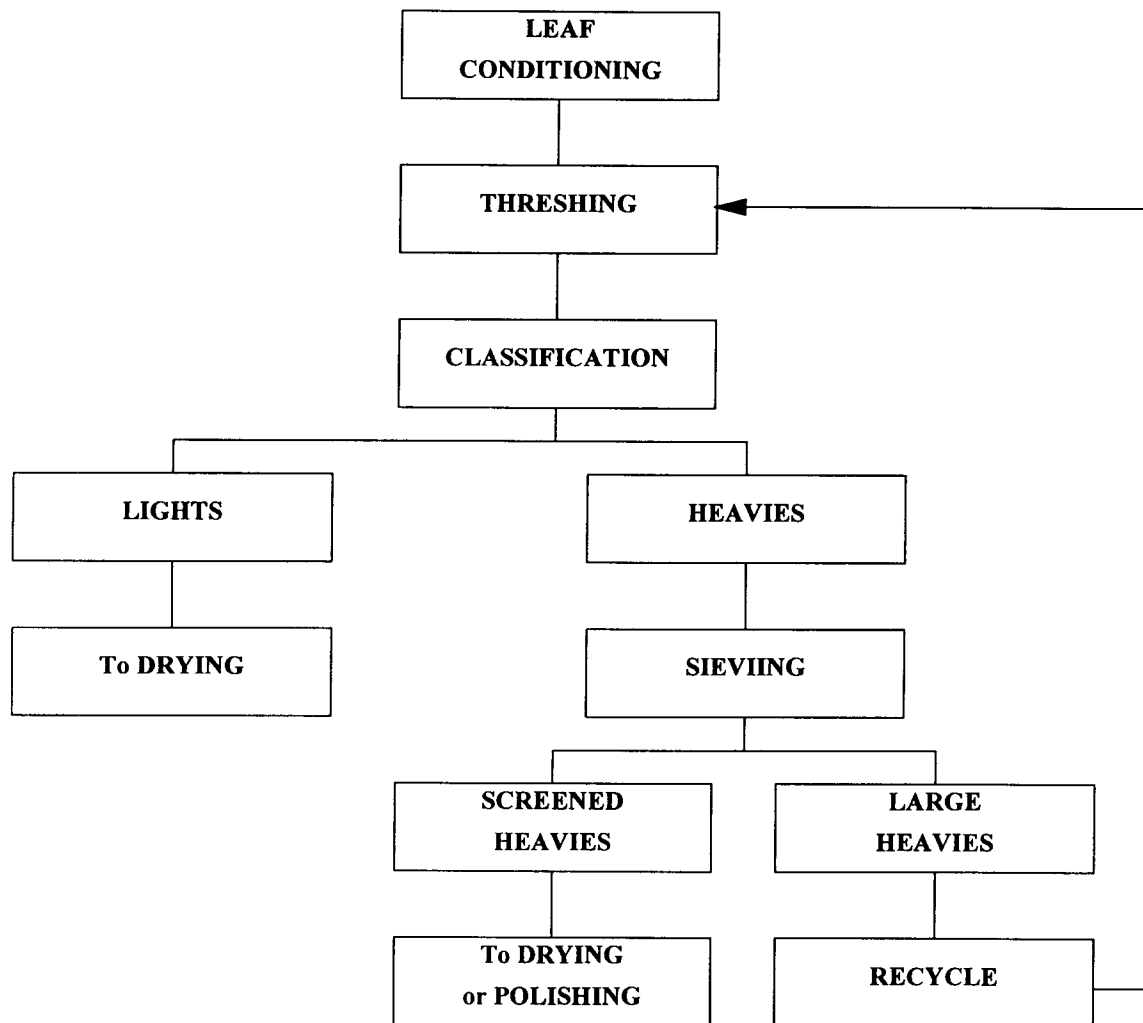 LEAF
CONDITIONING
THRESHING
CLASSIFICATION
LIGHTS
HEAVIES
To DRYING
SIEVIING
SCREENED
HEAVIES
LARGE
HEAVIES
To DRYING
or POLISHING
RECYCLE